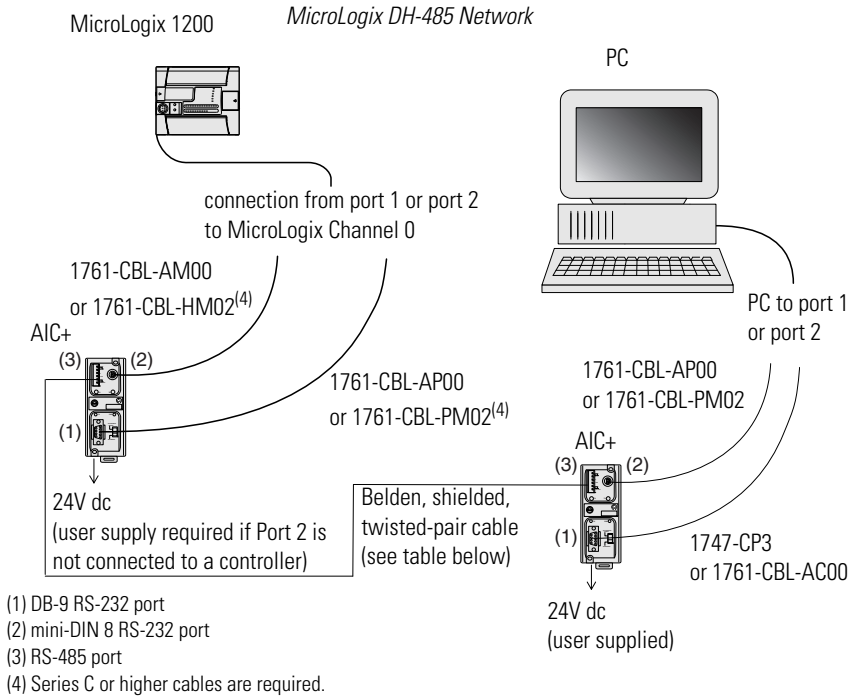 MicroLogix DH-485 Network
MicroLogix 1200
PC
connection from port 1 or port 2
to MicroLogix Channel 0
1761-CBL-AM00
or 1761-CBL-HM02(4)
AIC+
(3)
(2)
(1)
1761-CBL-AP00
or 1761-CBL-PM02(4)
24V dc
(user supply required if Port 2 is
not connected to a controller)
Belden, shielded,
twisted-pair cable
(see table below)
PC to port 1
or port 2
1761-CBL-AP00
or 1761-CBL-PM02
AIC+
(3)
(2)
(1)
1747-CP3
or 1761-CBL-AC00
24V dc
(user supplied)
(1) DB-9 RS-232 port
(2) mini-DIN 8 RS-232 port
(3) RS-485 port
(4) Series C or higher cables are required.